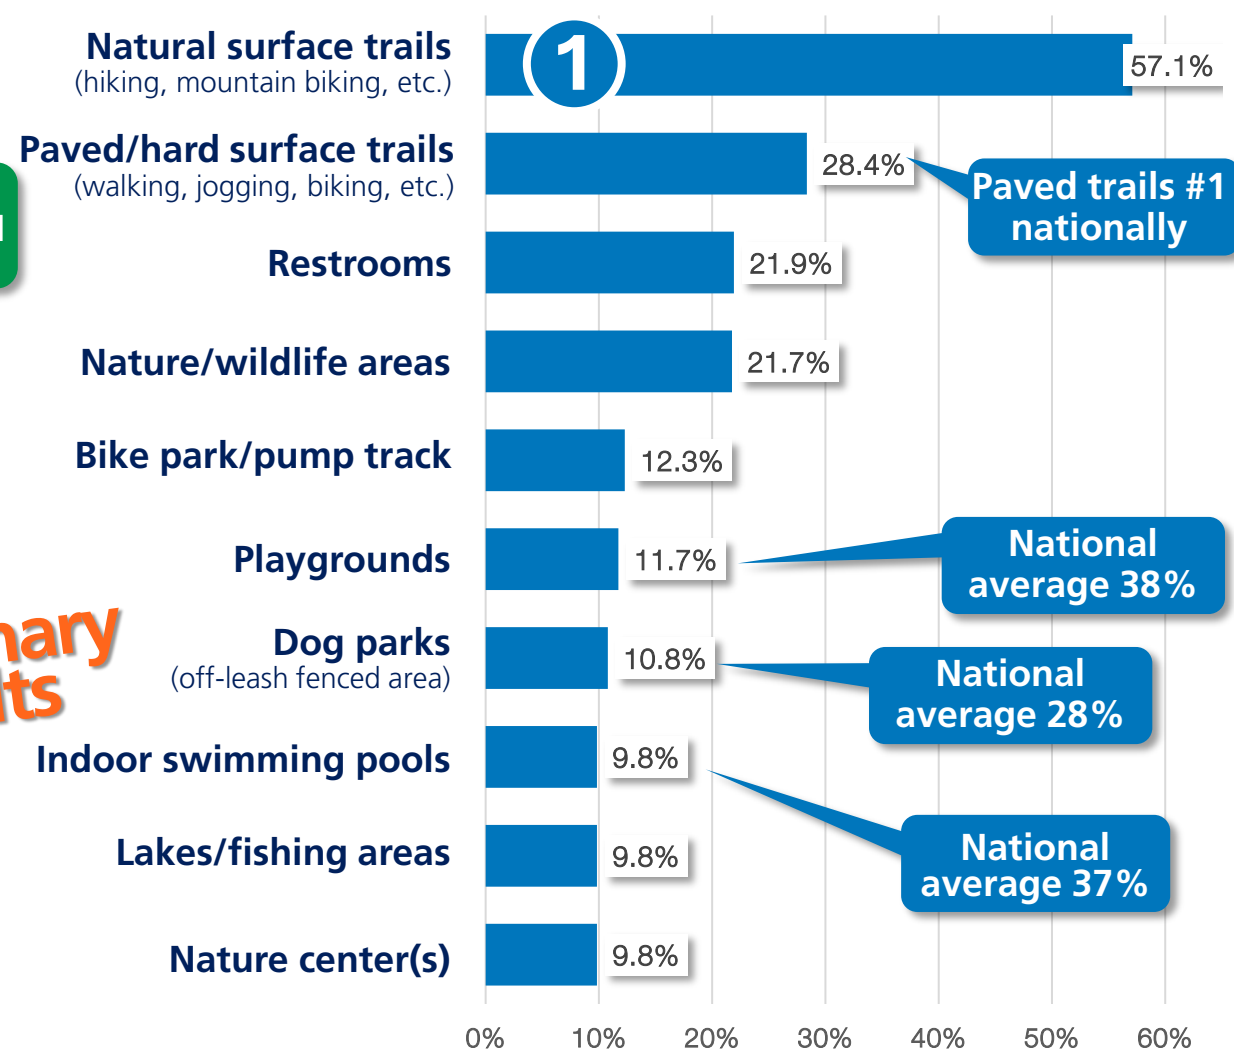 Natural surface trails
(hiking, mountain biking, etc.)
1
57.1%
Paved/hard surface trails
(walking, jogging, biking, etc.)
28.4%
Paved trails #1
nationally
Restrooms
21.9%
Nature/wildlife areas
21.7%
Bike park/pump track
12.3%
Playgrounds
11.7%
National
average 38%
Dog parks
(off-leash fenced area)
10.8%
National
average 28%
Indoor swimming pools
9.8%
National
average 37%
Lakes/fishing areas
9.8%
Nature center(s)
9.8%
0% 10% 20% 30% 40% 50% 60%